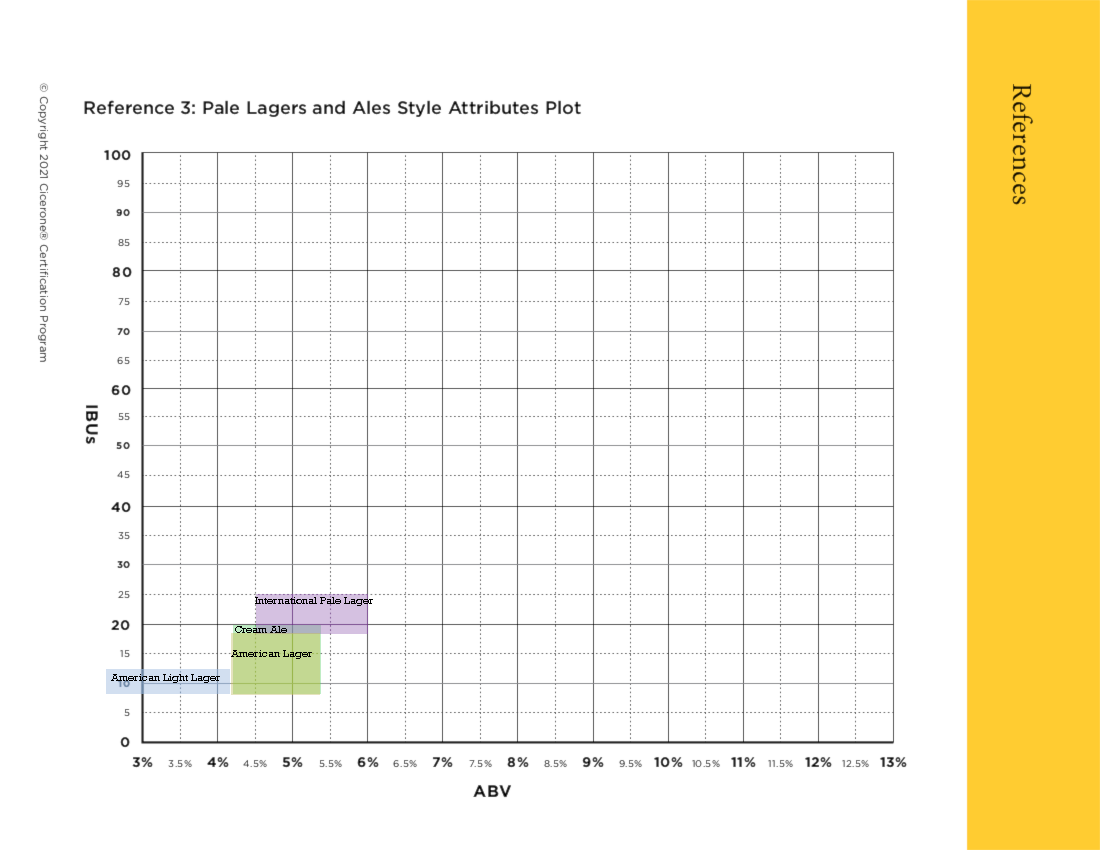 References
© Copyright 2021 Cicerone® Certification Program
Reference 3: Pale Lagers and Ales Style Attributes Plot
IBUs
100
95
90
85
80
75
70
65
60
55
50
45
40
35
30
25
20
15
10
5
0
International Pale Lager
Cream Ale
American Lager
American Light Lager
3% 3.5% 4% 4.5% 5% 5.5% 6% 6.5% 7% 7.5% 8% 8.5% 9% 9.5% 10% 10.5% 11% 11.5% 12% 12.5% 13%
ABV